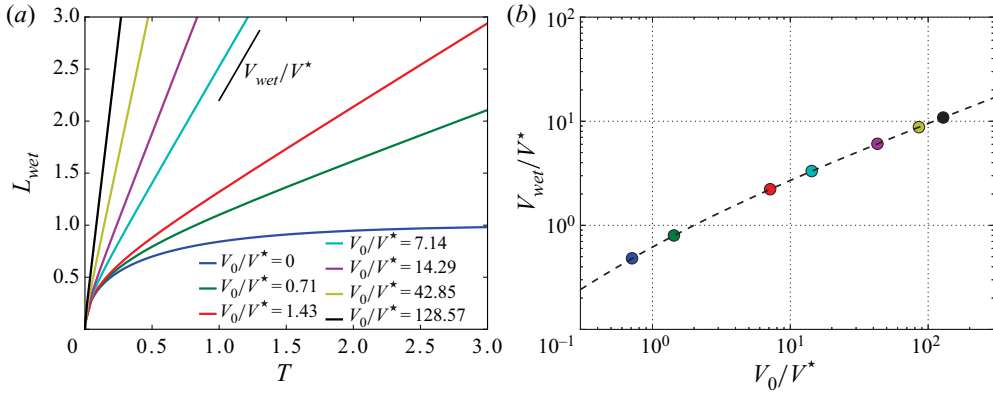 (a)
3.0
2.5
2.0
1.5
1.0
0.5
L_wet
V_wet/V★
V_0/V★ = 0
V_0/V★ = 0.71
V_0/V★ = 1.43
V_0/V★ = 7.14
V_0/V★ = 14.29
V_0/V★ = 42.85
V_0/V★ = 128.57
0 0.5 1.0 1.5 2.0 2.5 3.0
T
(b)
10^2
10^1
10^0
10^-1
V_wet/V★
10^0 10^1 10^2
V_0/V★